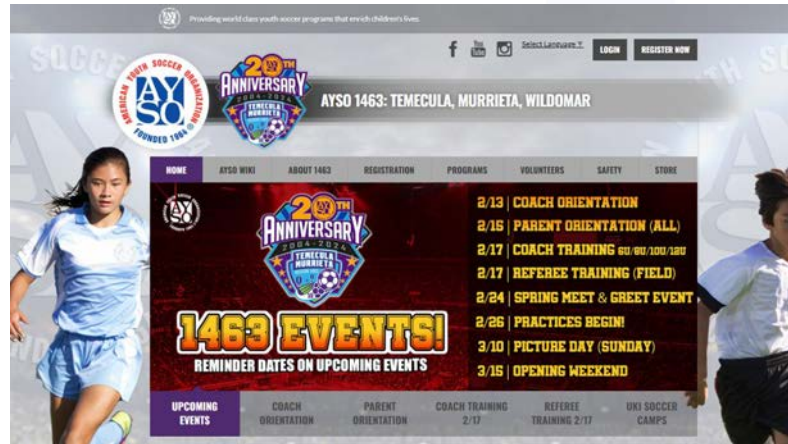 Providing world class youth soccer programs that enrich children's lives.
You Tube
Select Language ▼
LOGIN
REGISTER NOW
AMERICAN YOUTH SOCCER ORGANIZATION
AYSO
FOUNDED 1964 ®
20TH
ANNIVERSARY
2004-2024
TEMECULA
MURRIETA
AYSO 1463: TEMECULA, MURRIETA, WILDOMAR
HOME AYSO WIKI ABOUT 1463 REGISTRATION PROGRAMS VOLUNTEERS SAFETY STORE
AYSO
20TH
ANNIVERSARY
2004-2024
TEMECULA
MURRIETA
1463 EVENTS!
REMINDER DATES ON UPCOMING EVENTS
2/13 | COACH ORIENTATION
2/15 | PARENT ORIENTATION (ALL)
2/17 | COACH TRAINING 6U/8U/10U/12U
2/17 | REFEREE TRAINING (FIELD)
2/24 | SPRING MEET & GREET EVENT
2/26 | PRACTICES BEGIN!
3/10 | PICTURE DAY (SUNDAY)
3/15 | OPENING WEEKEND
UPCOMING EVENTS
COACH ORIENTATION
PARENT ORIENTATION
COACH TRAINING 2/17
REFEREE TRAINING 2/17
UKI SOCCER CAMPS